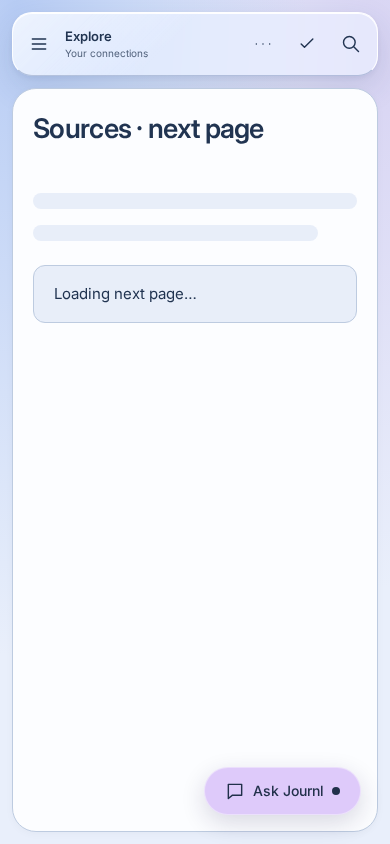 Explore
Your connections
...
Sources · next page
Loading next page...
Ask Journl